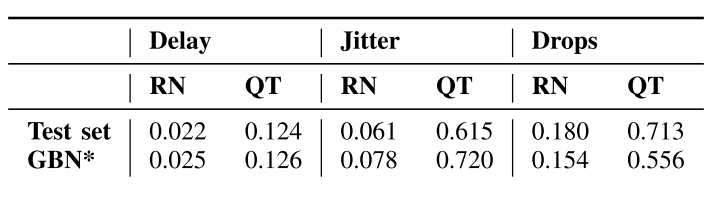 Delay Jitter Drops
RN QT RN QT RN QT
Test set 0.022 0.124 0.061 0.615 0.180 0.713
GBN* 0.025 0.126 0.078 0.720 0.154 0.556